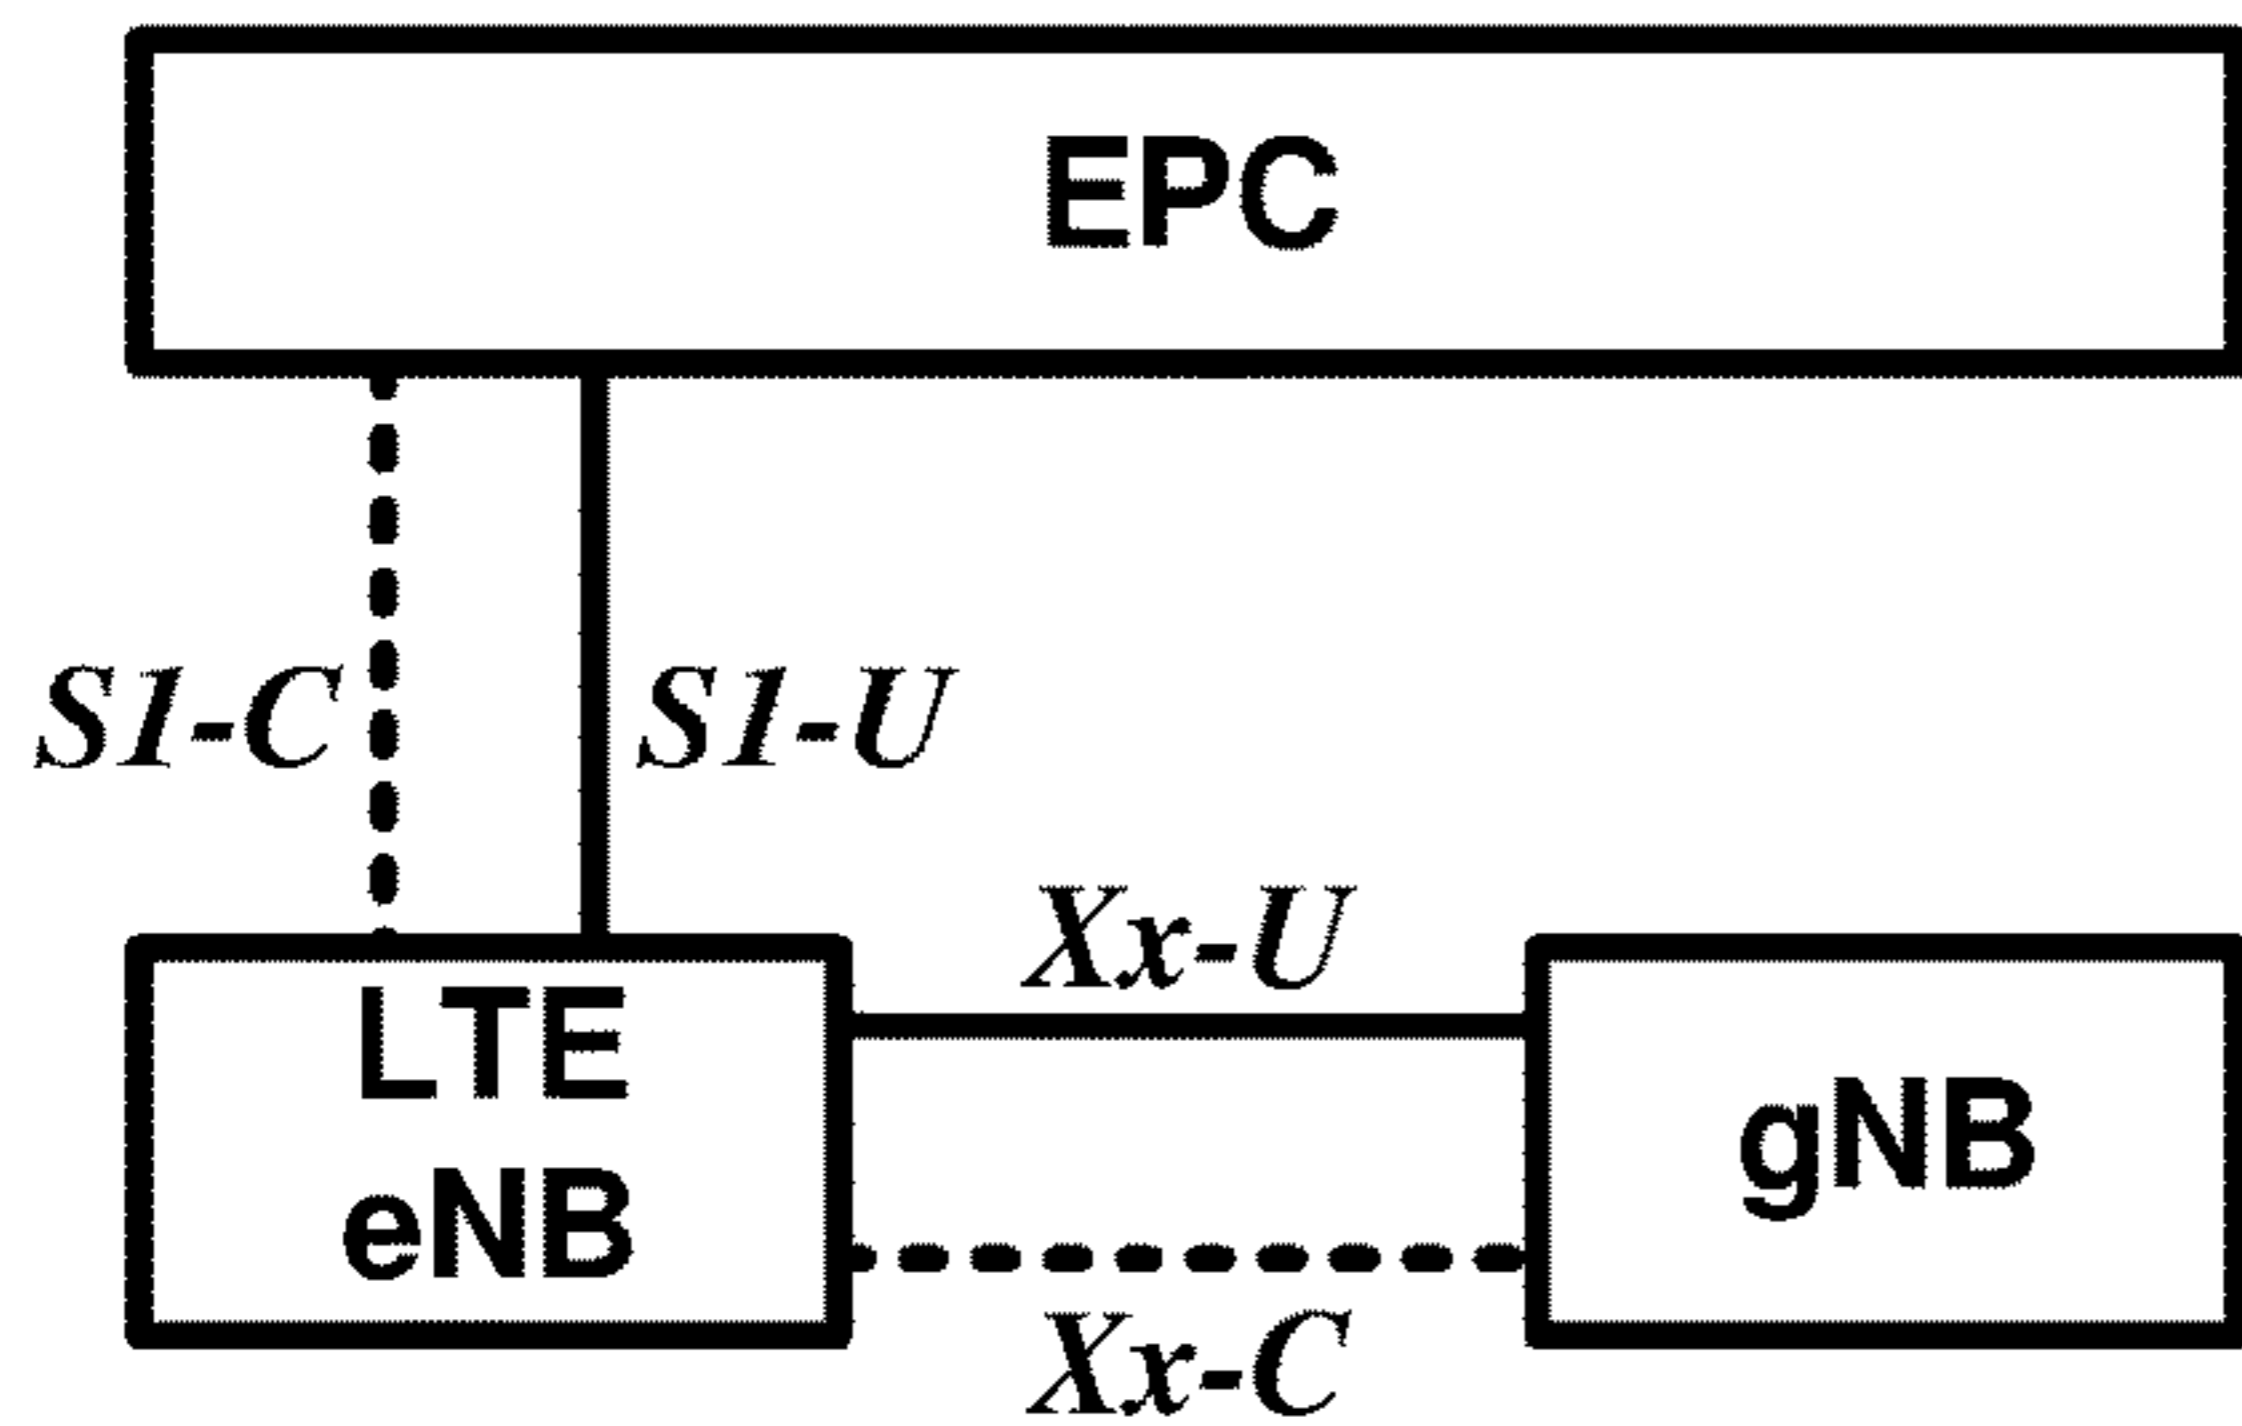 EPC
S1-C
S1-U
Xx-U
LTE
eNB
gNB
Xx-C